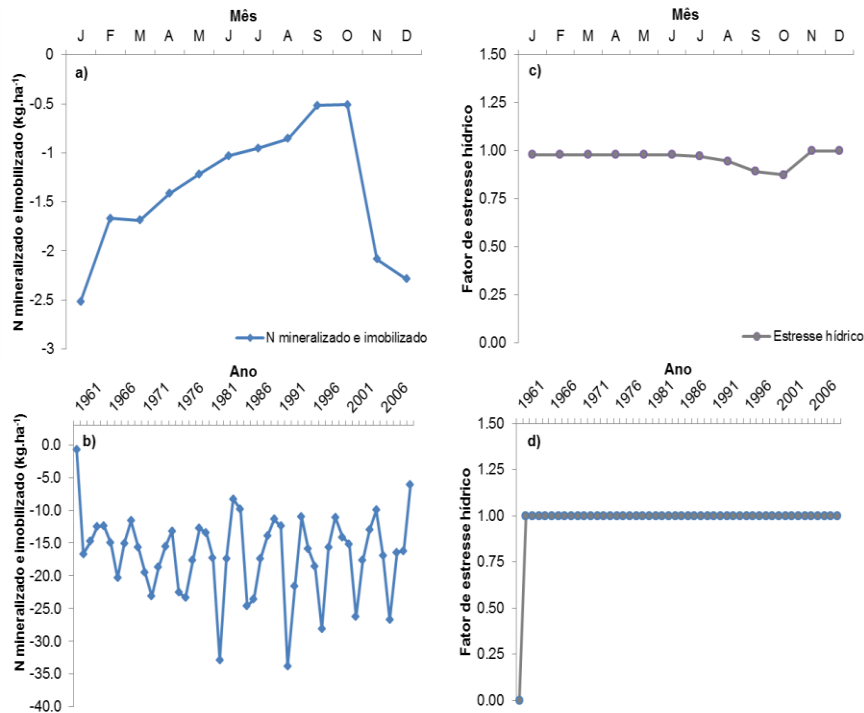 Mês
J F M A M J J A S O N D
a)
N mineralizado e imobilizado (kg.ha⁻¹)
0
-0.5
-1
-1.5
-2
-2.5
-3
N mineralizado e imobilizado
Mês
J F M A M J J A S O N D
c)
Fator de estresse hídrico
1.50
1.25
1.00
0.75
0.50
0.25
0.00
Estresse hídrico
Ano
1961 1966 1971 1976 1981 1986 1991 1996 2001 2006
b)
N mineralizado e imobilizado (kg.ha⁻¹)
0.0
-5.0
-10.0
-15.0
-20.0
-25.0
-30.0
-35.0
-40.0
Ano
1961 1966 1971 1976 1981 1986 1991 1996 2001 2006
d)
Fator de estresse hídrico
1.50
1.25
1.00
0.75
0.50
0.25
0.00